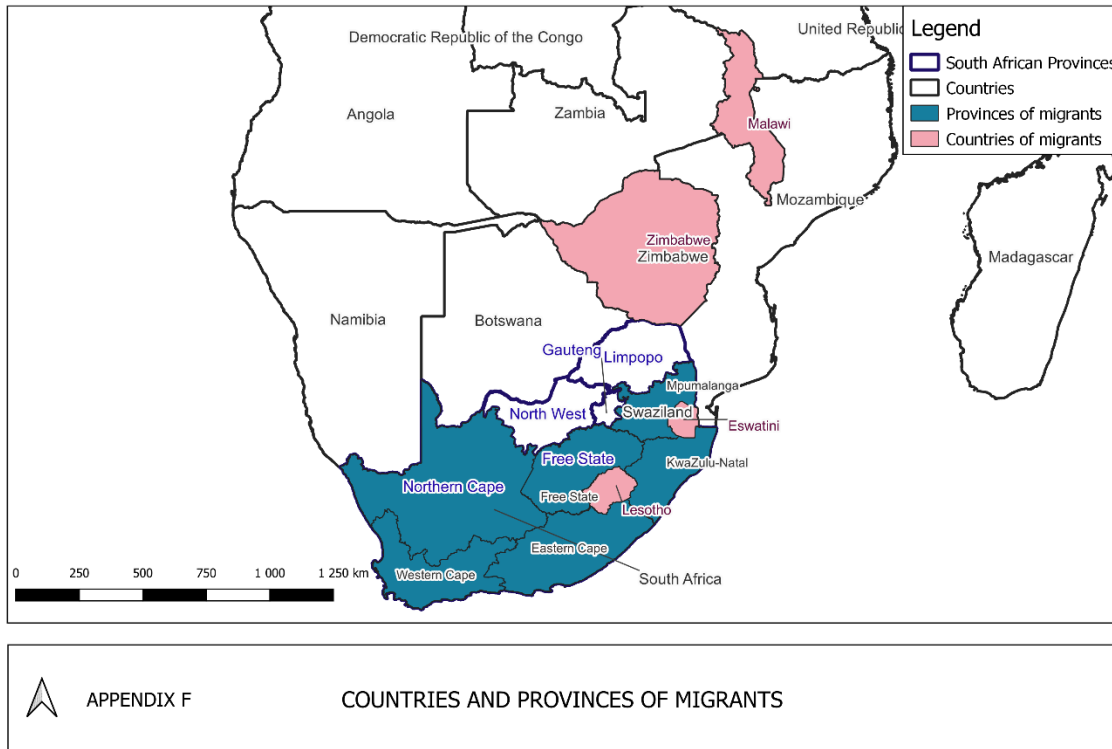 Democratic Republic of the Congo
United Republic
Legend
South African Provinces
Countries
Provinces of migrants
Countries of migrants
Angola
Zambia
Malawi
Mozambique
Zimbabwe
Zimbabwe
Madagascar
Namibia
Botswana
Gauteng
Limpopo
Mpumalanga
North West
Swaziland
Eswatini
Free State
KwaZulu-Natal
Northern Cape
Free State
Lesotho
Eastern Cape
Western Cape
South Africa
0 250 500 750 1 000 1 250 km
APPENDIX F
COUNTRIES AND PROVINCES OF MIGRANTS